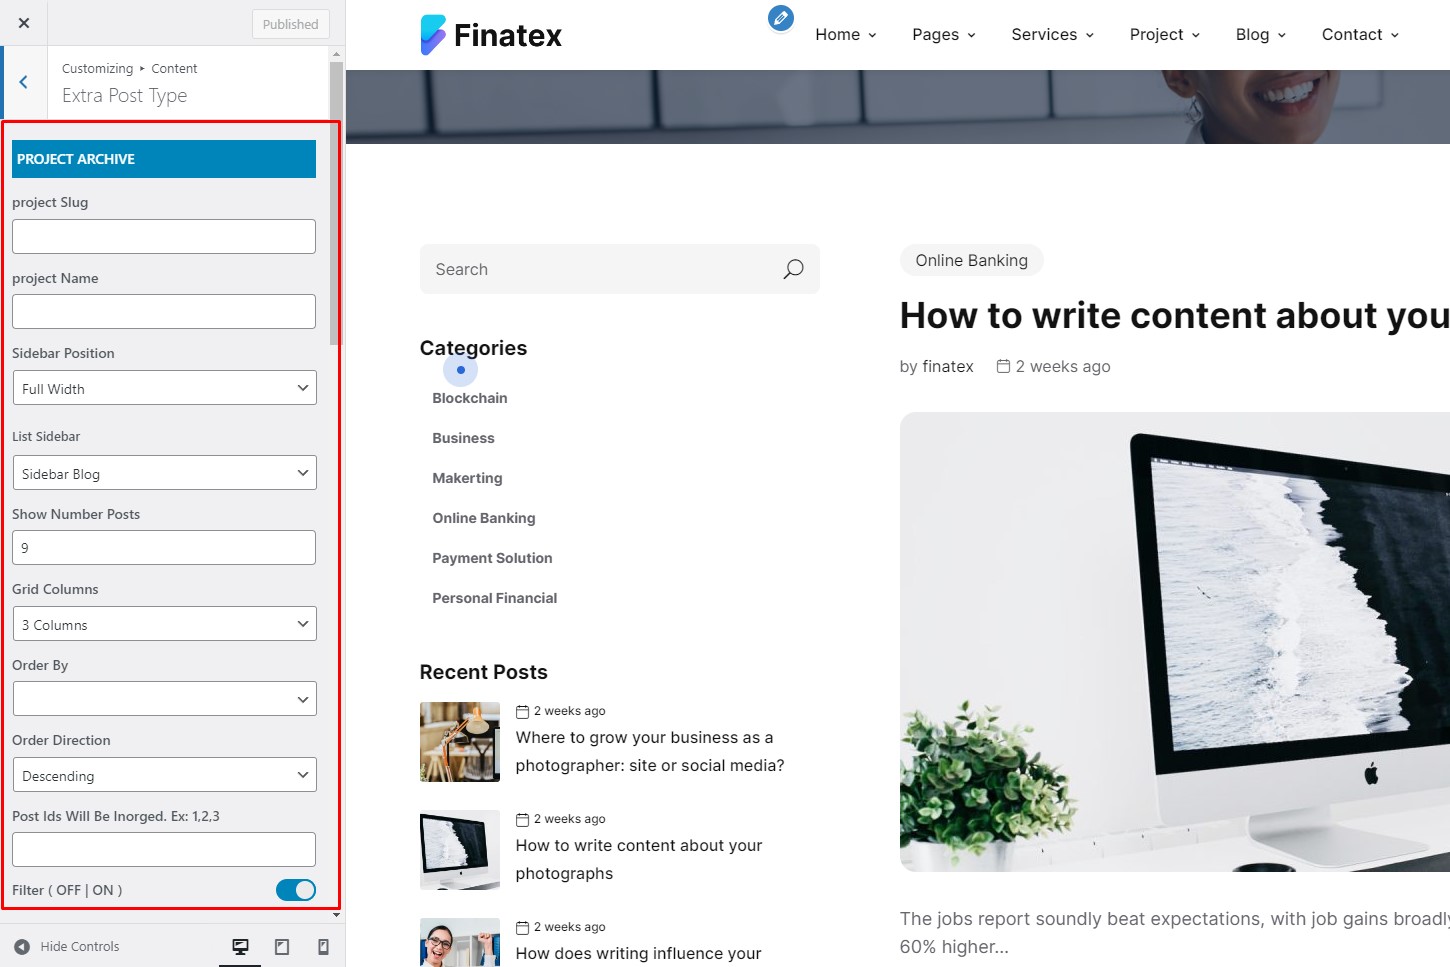 Published
Customizing ▸ Content
Extra Post Type
PROJECT ARCHIVE
project Slug
project Name
Sidebar Position
Full Width
List Sidebar
Sidebar Blog
Show Number Posts
9
Grid Columns
3 Columns
Order By
Order Direction
Descending
Post Ids Will Be Inorged. Ex: 1,2,3
Filter ( OFF | ON )
Hide Controls
Finatex
Home
Pages
Services
Project
Blog
Contact
Search
Categories
Blockchain
Business
Makerting
Online Banking
Payment Solution
Personal Financial
Recent Posts
2 weeks ago
Where to grow your business as a
photographer: site or social media?
2 weeks ago
How to write content about your
photographs
2 weeks ago
How does writing influence your
Online Banking
How to write content about you
by finatex 2 weeks ago
The jobs report soundly beat expectations, with job gains broadly
60% higher...